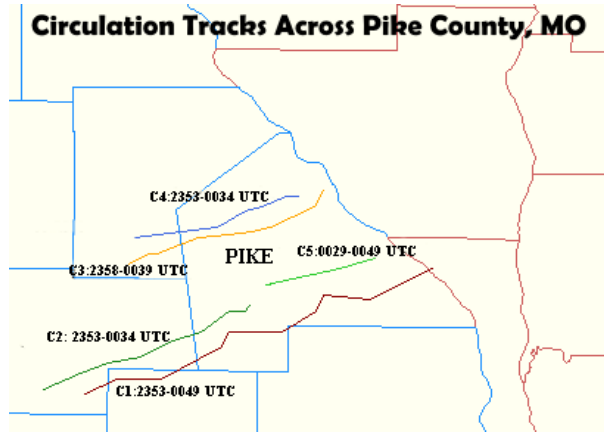 Circulation Tracks Across Pike County, MO
C4:2353-0034 UTC
PIKE
C5:0029-0049 UTC
C3:2358-0039 UTC
C2: 2353-0034 UTC
C1:2353-0049 UTC